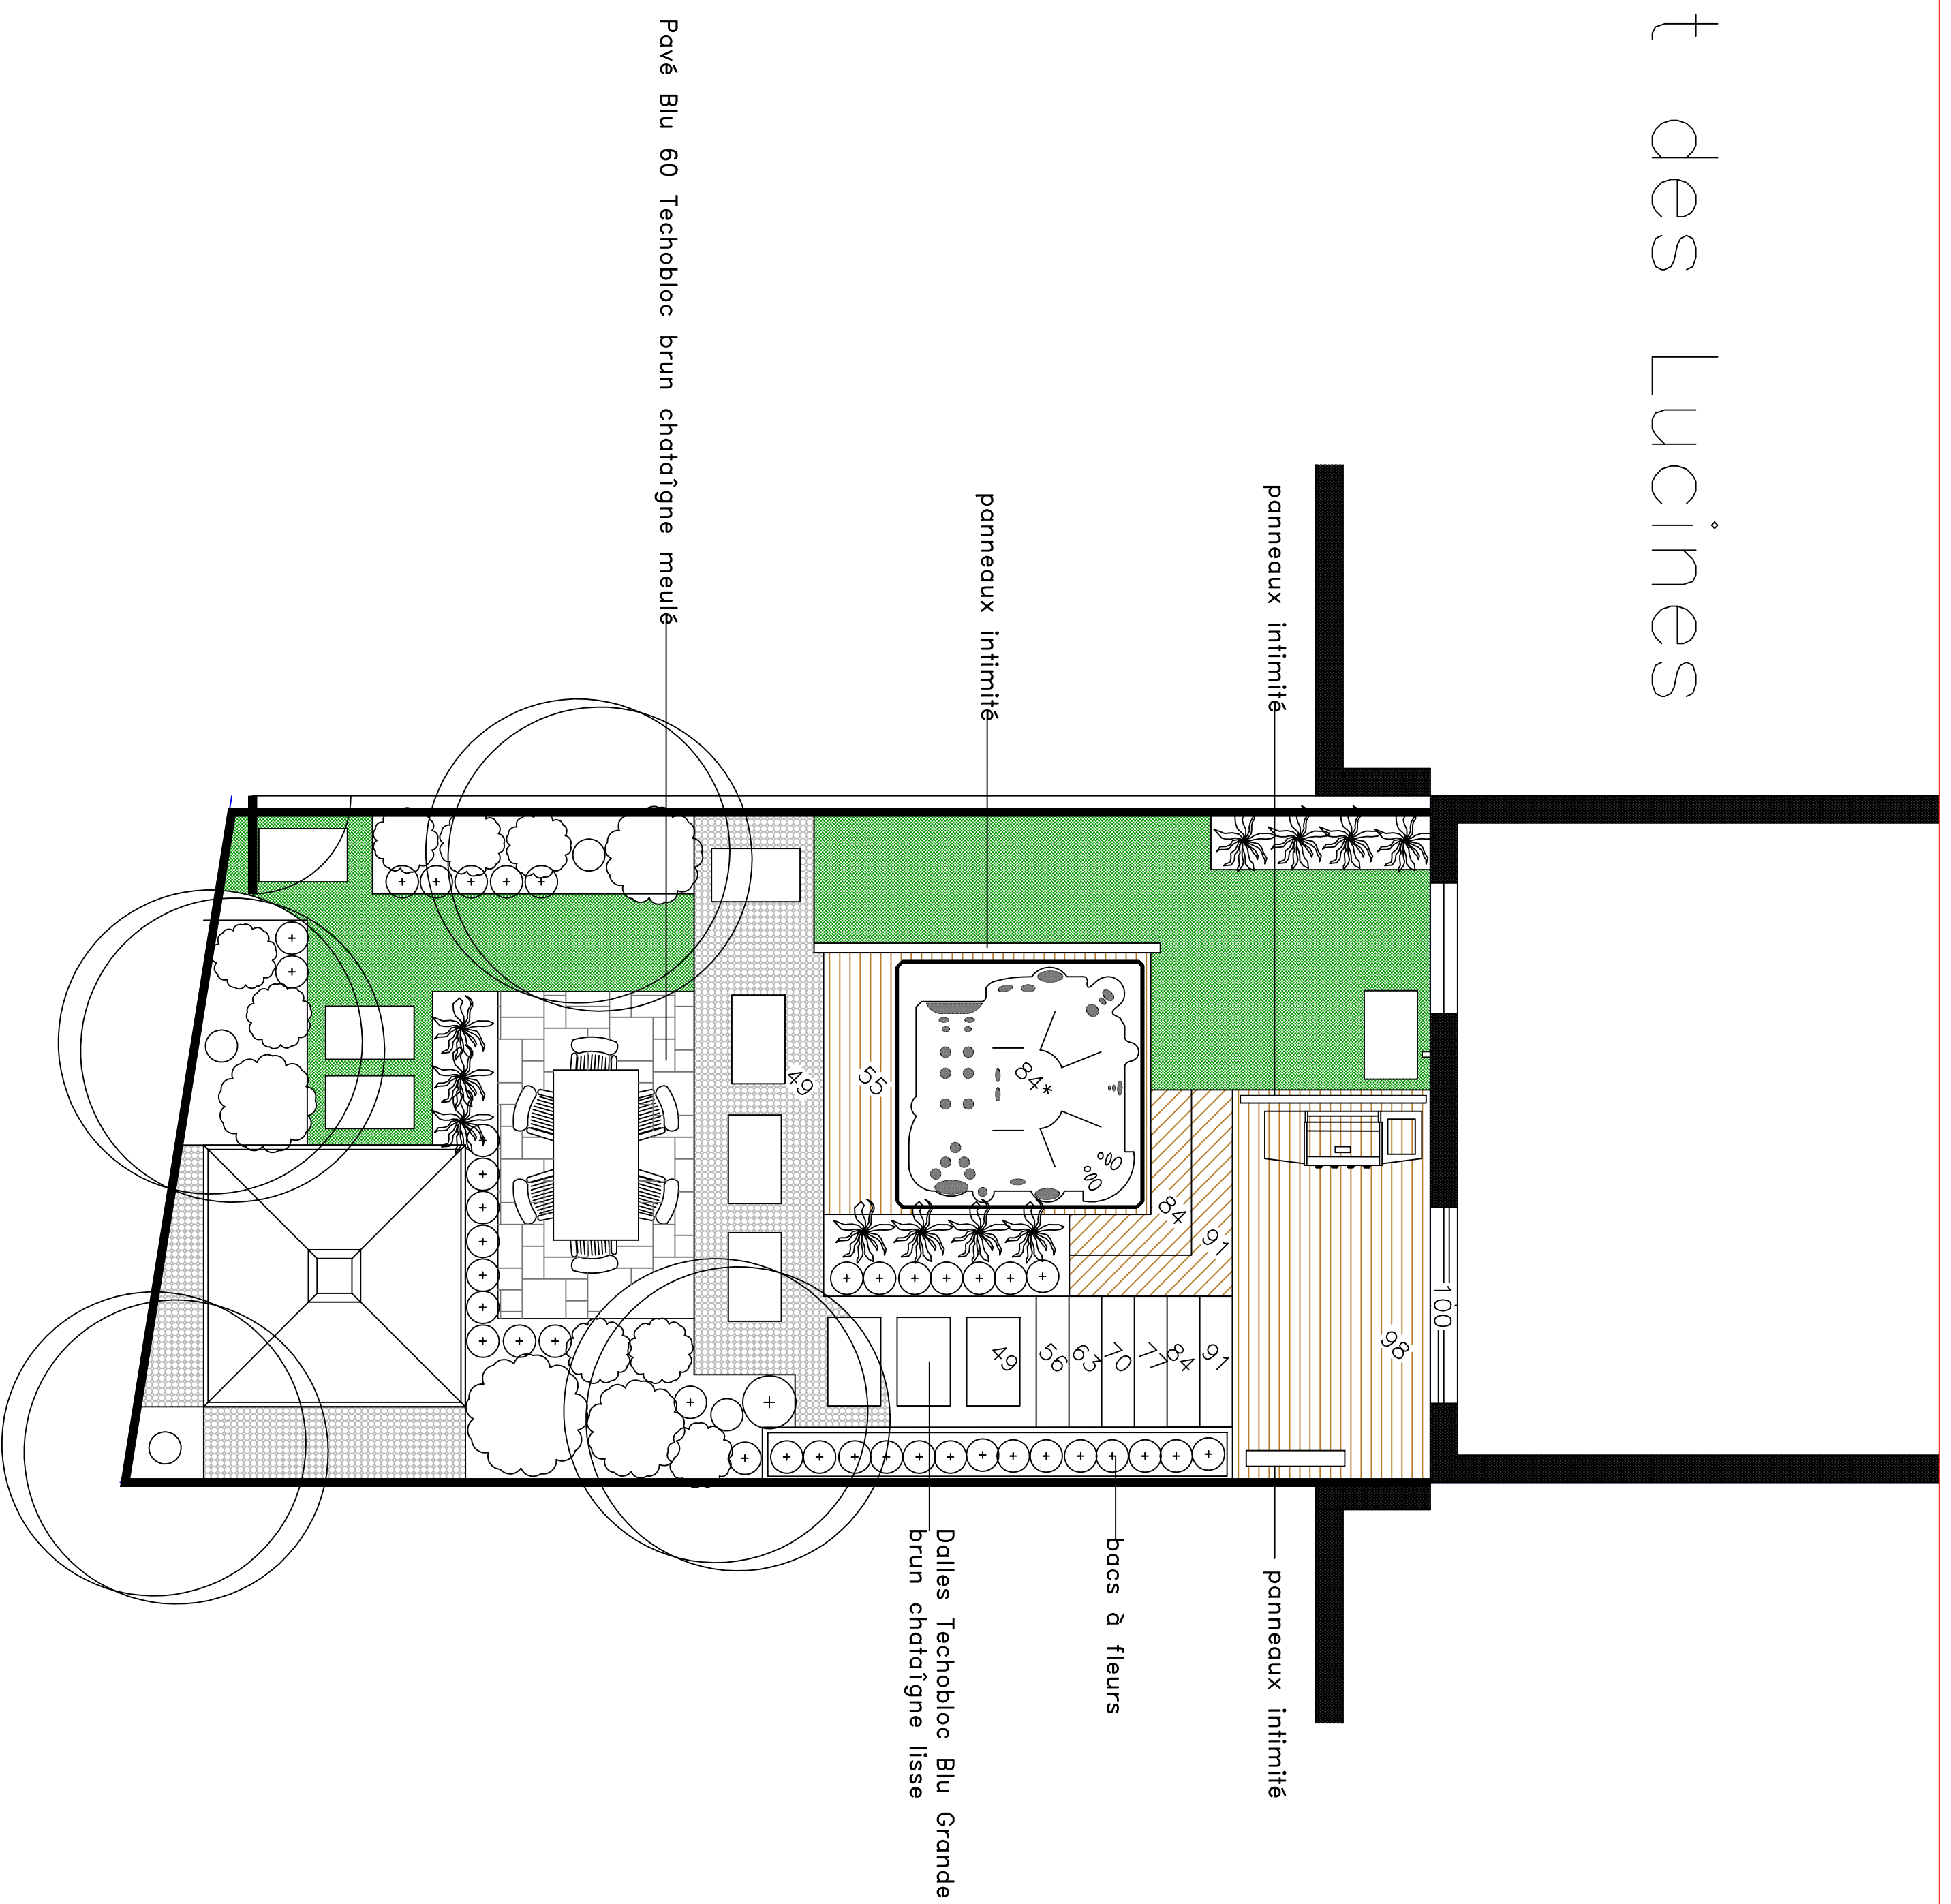 t des Lucines
panneaux intimité
panneaux intimité
Pavé Blu 60 Techobloc brun chataîgne meulé
100
98
91
84
84*
55
49
91
84
77
70
63
56
49
panneaux intimité
bacs à fleurs
Dalles Techobloc Blu Grande
brun chataîgne lisse